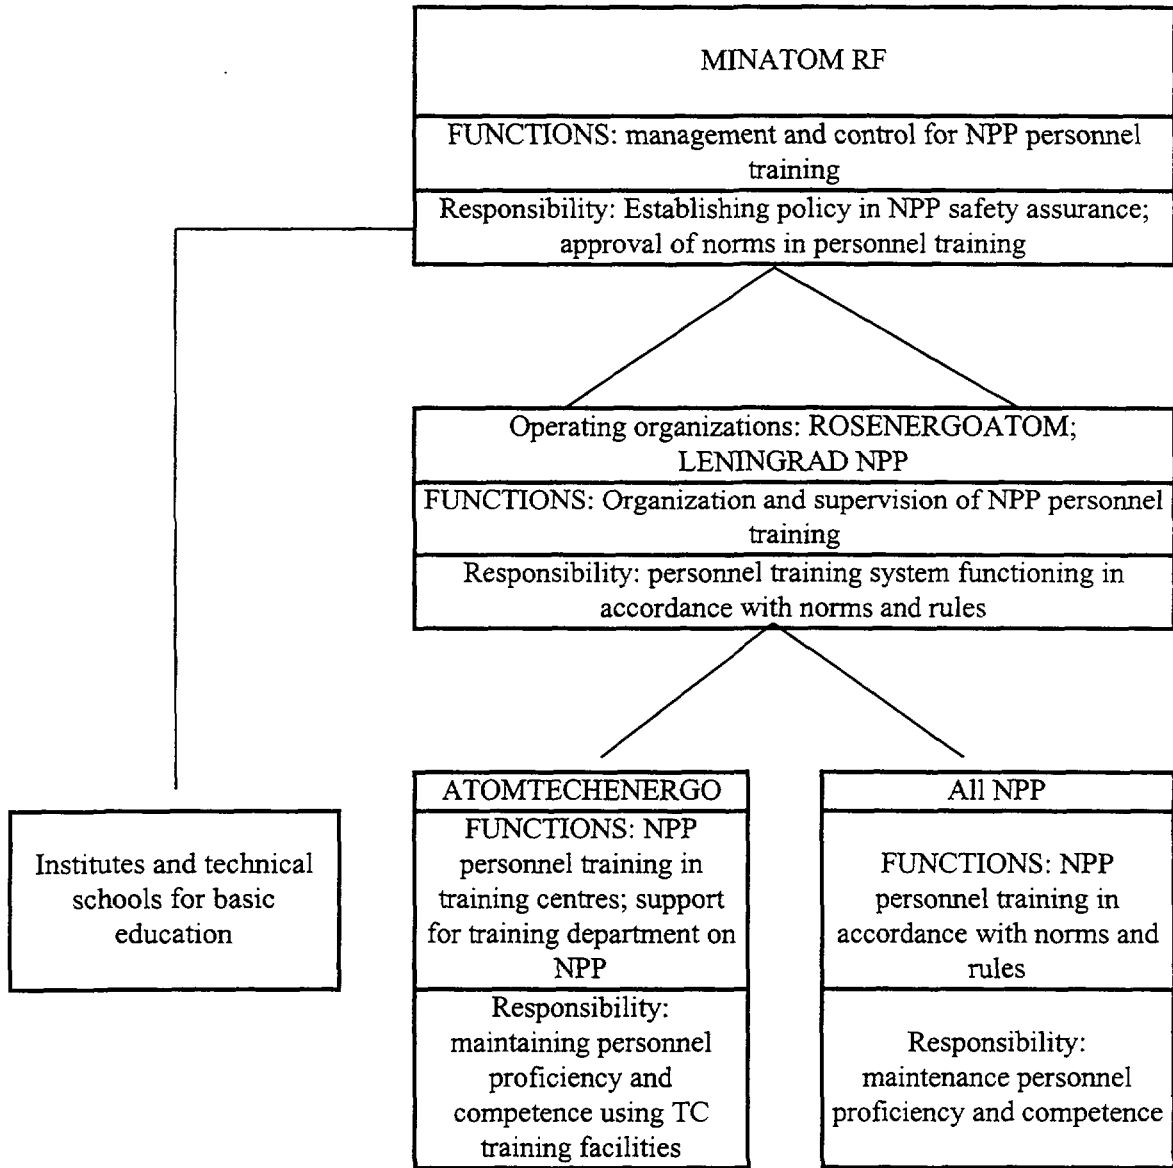 MINATOM RF
FUNCTIONS: management and control for NPP personnel
training
Responsibility: Establishing policy in NPP safety assurance;
approval of norms in personnel training
Operating organizations: ROSENERGOATOM;
LENINGRAD NPP
FUNCTIONS: Organization and supervision of NPP personnel
training
Responsibility: personnel training system functioning in
accordance with norms and rules
Institutes and technical
schools for basic
education
ATOMTECHENERGO
FUNCTIONS: NPP
personnel training in
training centres; support
for training department on
NPP
Responsibility:
maintaining personnel
proficiency and
competence using TC
training facilities
All NPP
FUNCTIONS: NPP
personnel training in
accordance with norms and
rules
Responsibility:
maintenance personnel
proficiency and competence